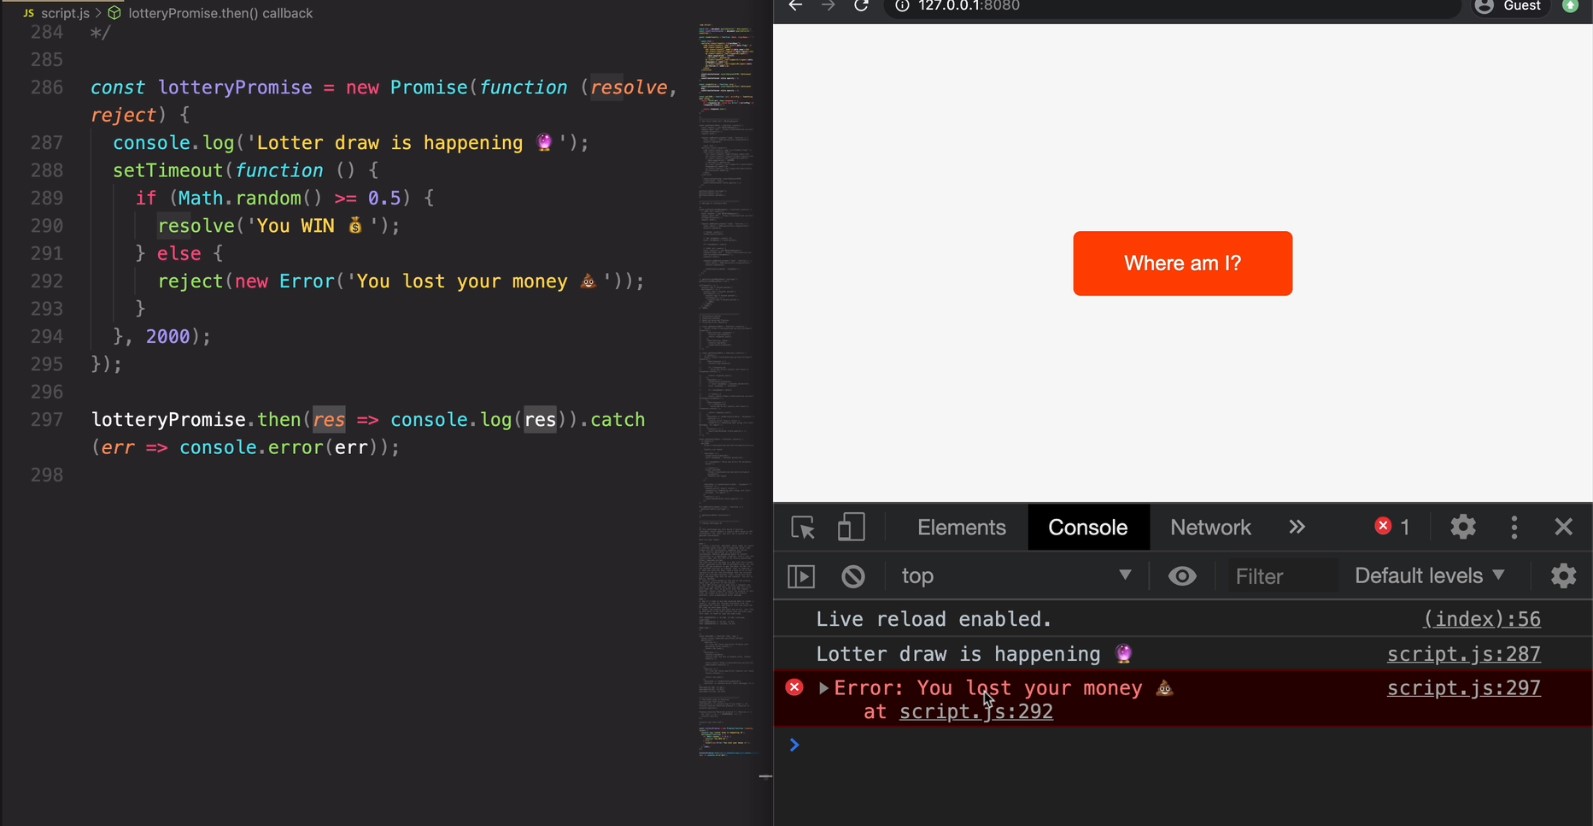 JS script.js > lotteryPromise.then() callback
284 */
285
286 const lotteryPromise = new Promise(function (resolve,
reject) {
287 console.log('Lotter draw is happening 🔮');
288 setTimeout(function () {
289 if (Math.random() >= 0.5) {
290 resolve('You WIN 💰');
291 } else {
292 reject(new Error('You lost your money 💩'));
293 }
294 }, 2000);
295 });
296
297 lotteryPromise.then(res => console.log(res)).catch
(err => console.error(err));
298
127.0.0.1:8080
Guest
Where am I?
Elements Console Network » 1
top Filter Default levels
Live reload enabled. (index):56
Lotter draw is happening 🔮 script.js:287
Error: You lost your money 💩 script.js:297
at script.js:292